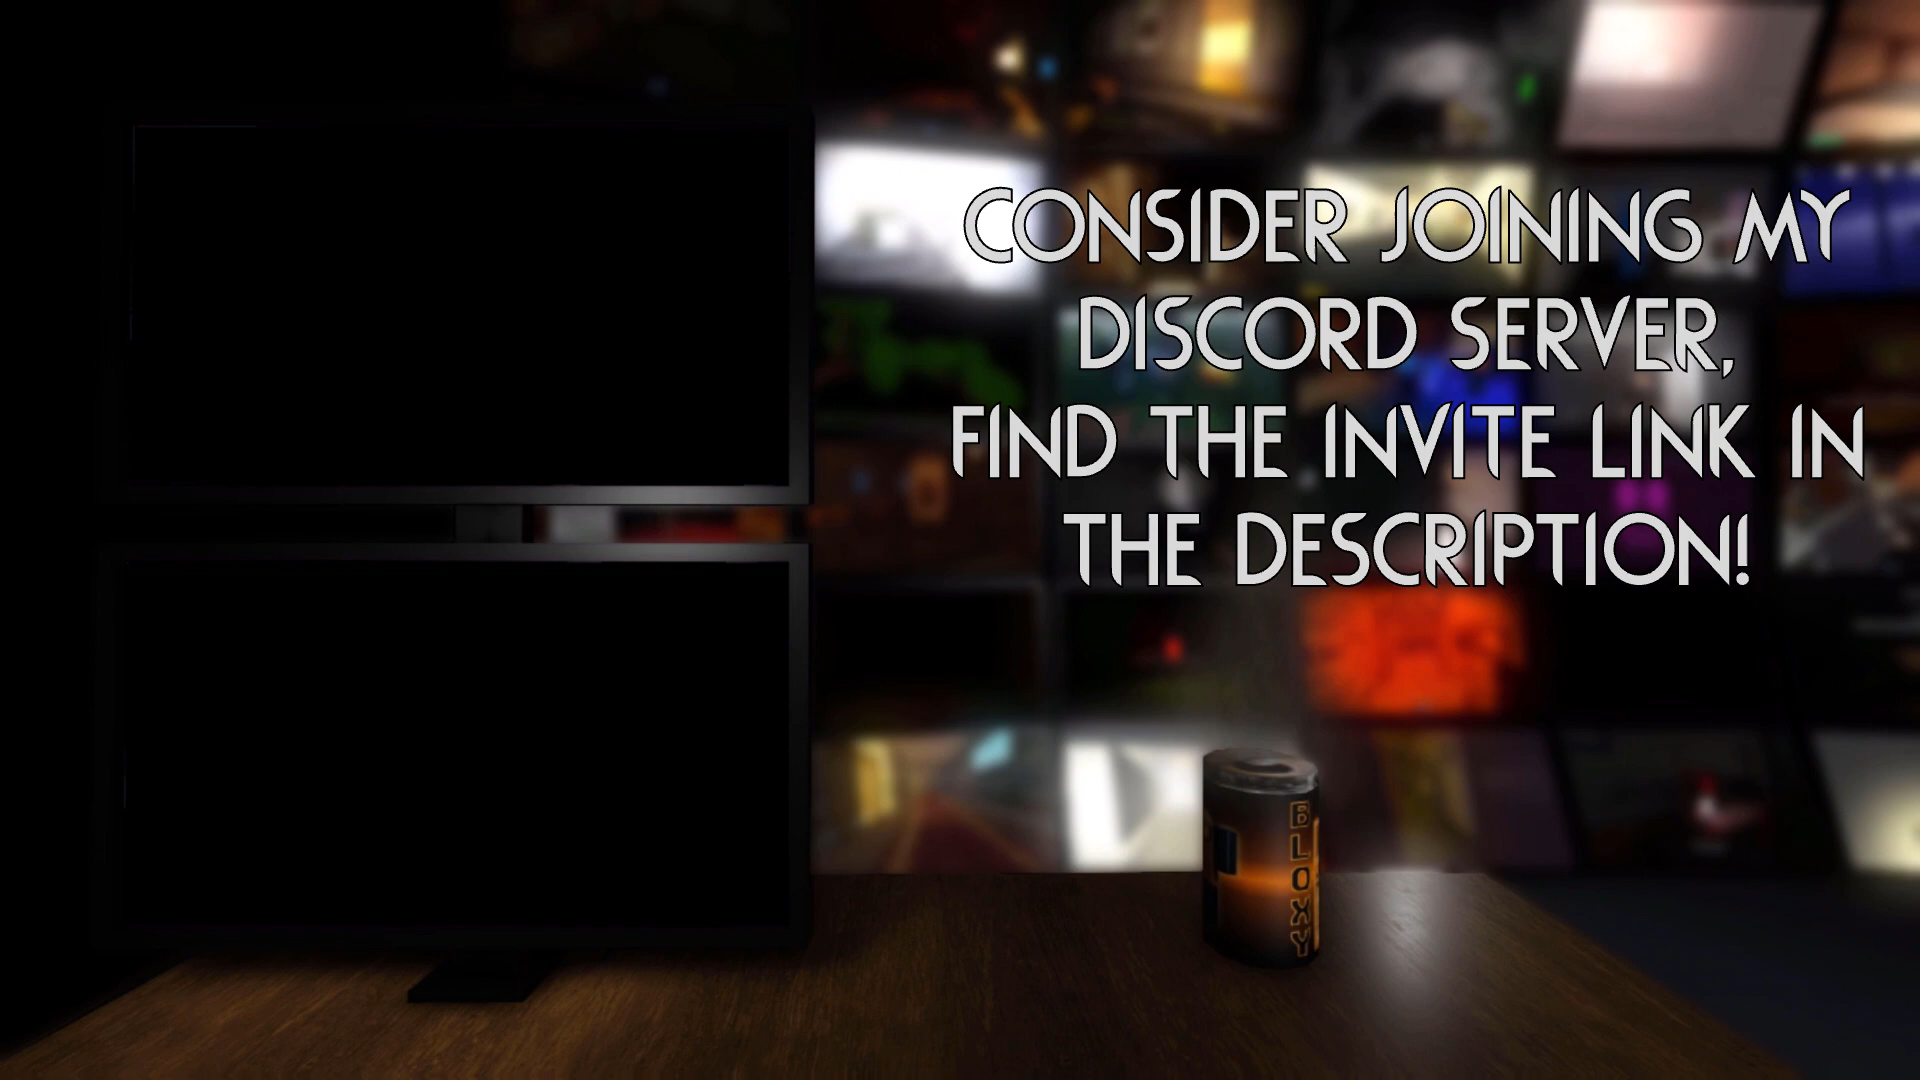 CONSIDER JOINING MY
DISCORD SERVER,
FIND THE INVITE LINK IN
THE DESCRIPTION!
BLOXY